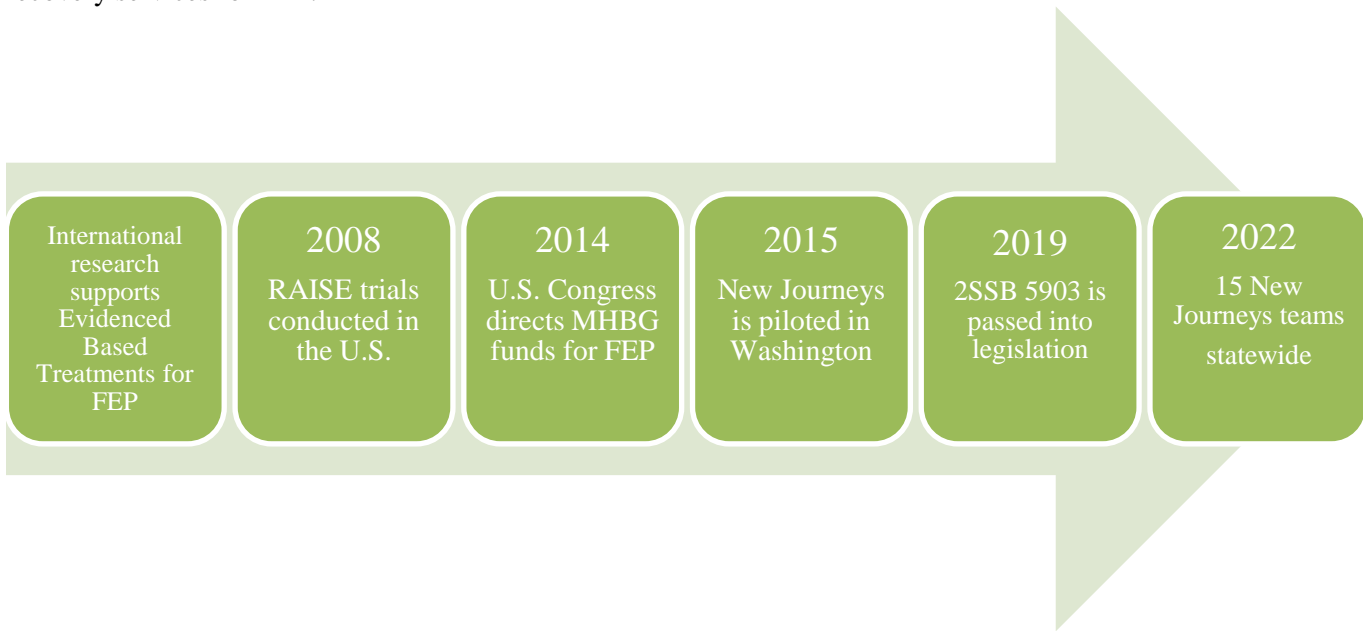 International
research
supports
Evidenced
Based
Treatments for
FEP
2008
RAISE trials
conducted in
the U.S.
2014
U.S. Congress
directs MHBG
funds for FEP
2015
New Journeys
is piloted in
Washington
2019
2SSB 5903 is
passed into
legislation
2022
15 New
Journeys teams
statewide